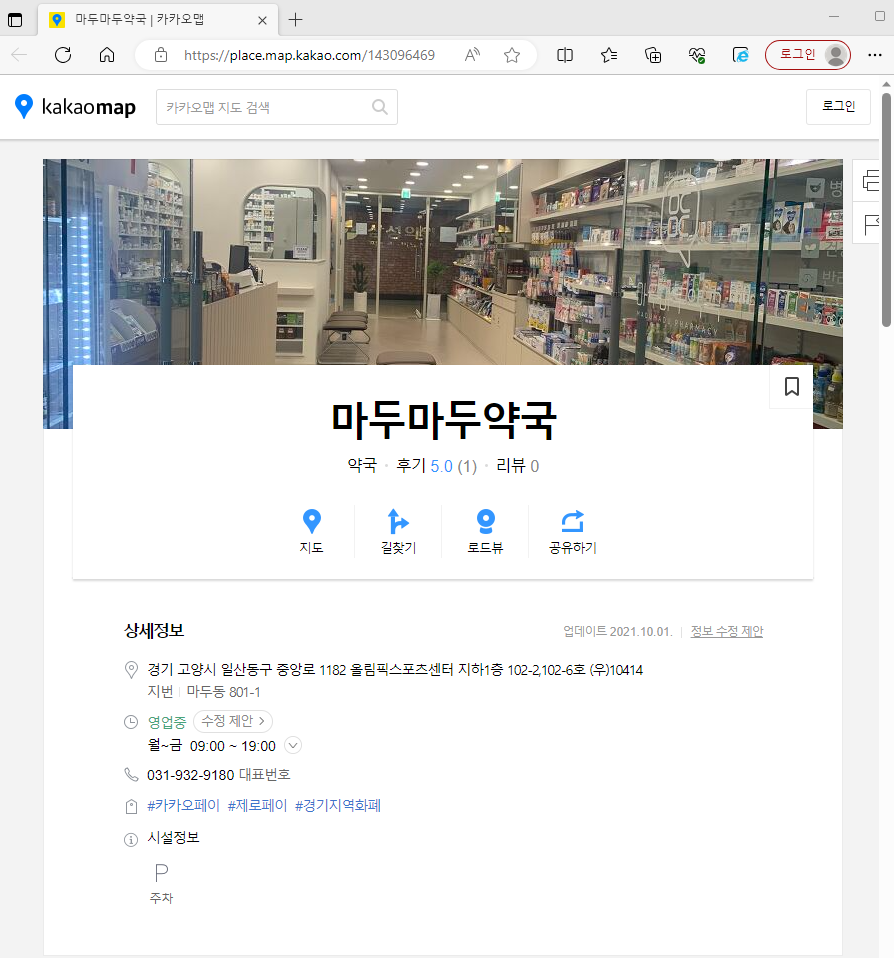 마두마두약국 | 카카오맵
https://place.map.kakao.com/143096469
로그인
kakaomap
카카오맵 지도 검색
로그인
마두마두약국
약국 · 후기 5.0 (1) · 리뷰 0
지도 길찾기 로드뷰 공유하기
상세정보
업데이트 2021.10.01. 정보 수정 제안
경기 고양시 일산동구 중앙로 1182 올림픽스포츠센터 지하1층 102-2,102-6호 (우)10414
지번 마두동 801-1
영업중 수정 제안 >
월~금 09:00 ~ 19:00
031-932-9180 대표번호
#카카오페이 #제로페이 #경기지역화폐
시설정보
P
주차